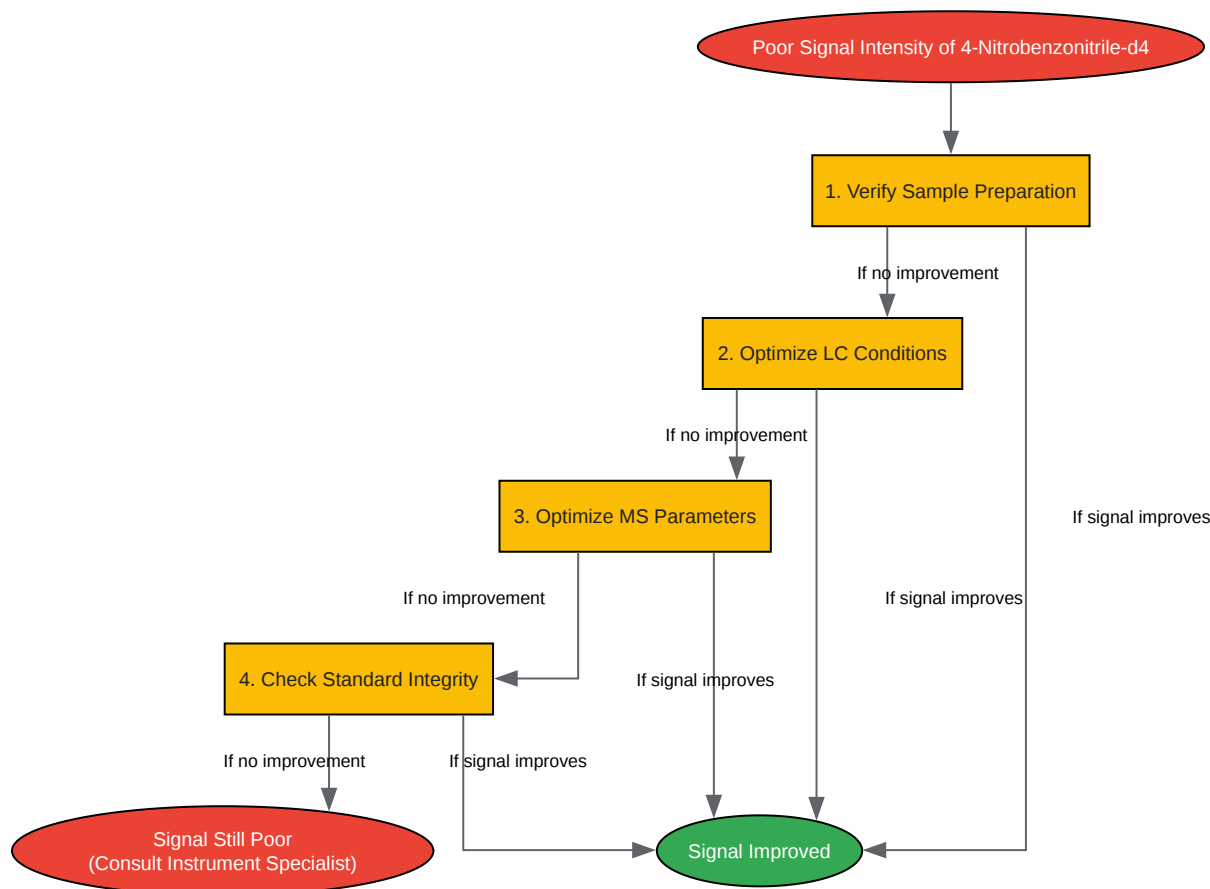 Poor Signal Intensity of 4-Nitrobenzonitrile-d4
1. Verify Sample Preparation
If no improvement
2. Optimize LC Conditions
If no improvement
3. Optimize MS Parameters
If signal improves
If no improvement
If signal improves
4. Check Standard Integrity
If signal improves
If no improvement
If signal improves
Signal Still Poor
(Consult Instrument Specialist)
Signal Improved